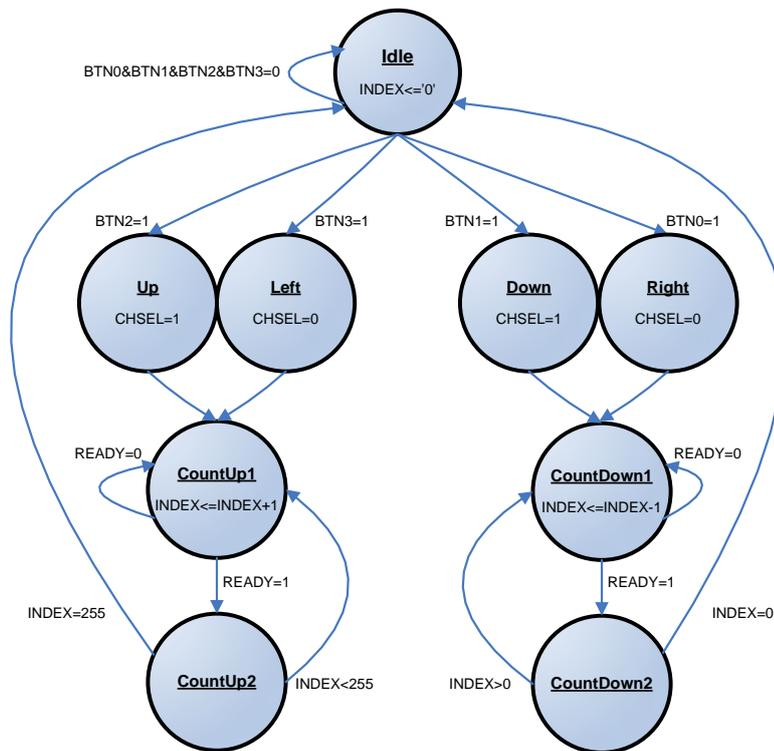 Idle
BTN0&BTN1&BTN2&BTN3=0
INDEX<='0'
BTN2=1
BTN3=1
BTN1=1
BTN0=1
Up
Left
Down
Right
CHSEL=1
CHSEL=0
CHSEL=1
CHSEL=0
READY=0
READY=0
CountUp1
CountDown1
INDEX<=INDEX+1
INDEX<=INDEX-1
READY=1
READY=1
INDEX=255
INDEX=0
CountUp2
INDEX<255
INDEX>0
CountDown2